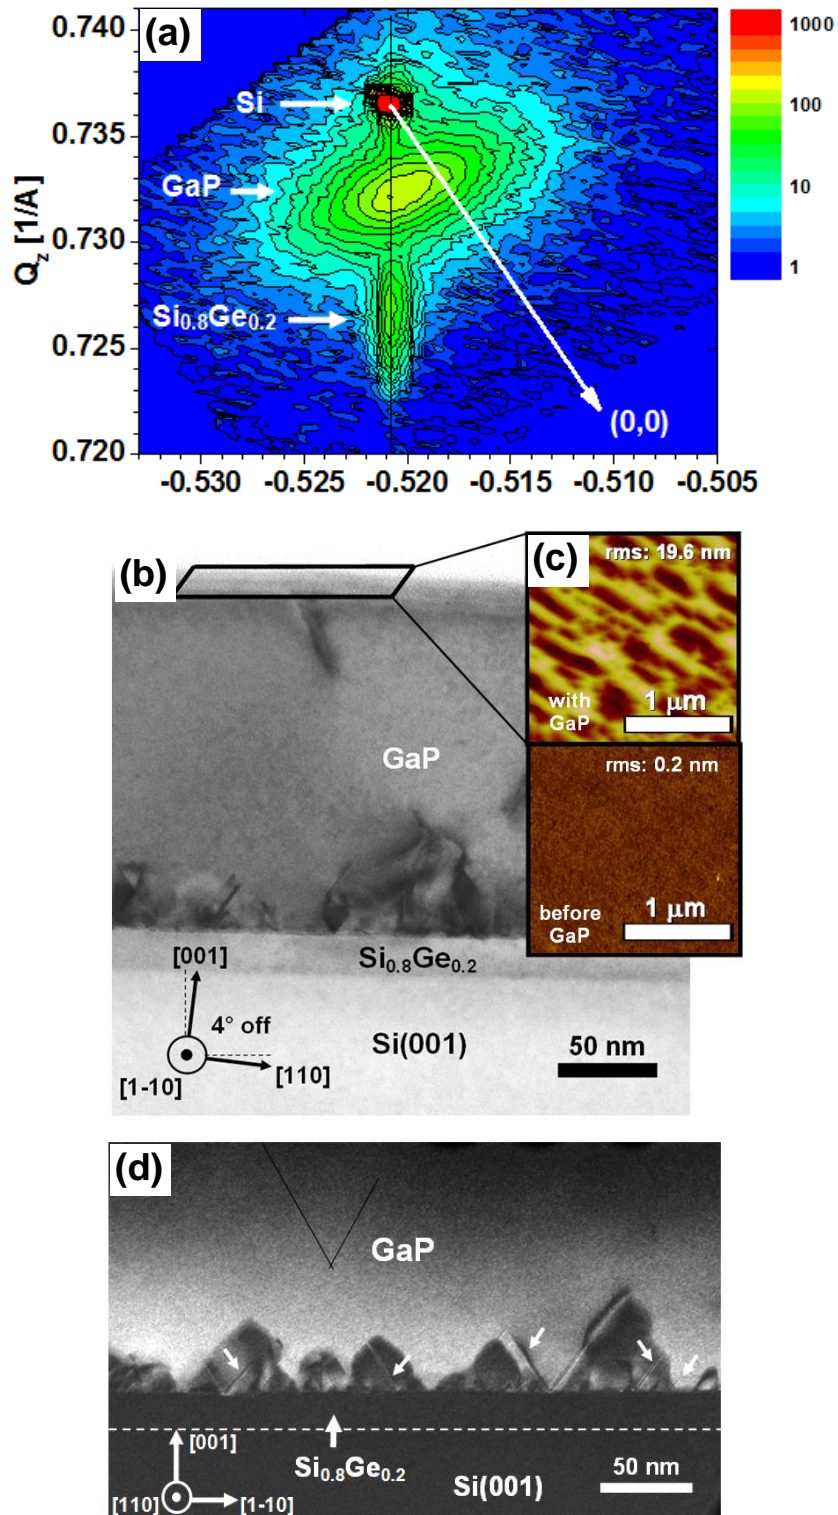 (a)
0.741
0.735
0.730
0.725
0.720
Q_z [1/A]
Si
GaP
Si0.8Ge0.2
(0,0)
1000
100
10
1
-0.530 -0.525 -0.520 -0.515 -0.510 -0.505
(b)
GaP
Si0.8Ge0.2
Si(001)
[001]
4° off
[1-10]
[110]
50 nm
(c)
rms: 19.6 nm
with
GaP
1 μm
rms: 0.2 nm
before
GaP
1 μm
(d)
GaP
[001]
Si0.8Ge0.2
Si(001)
[110]
[1-10]
50 nm